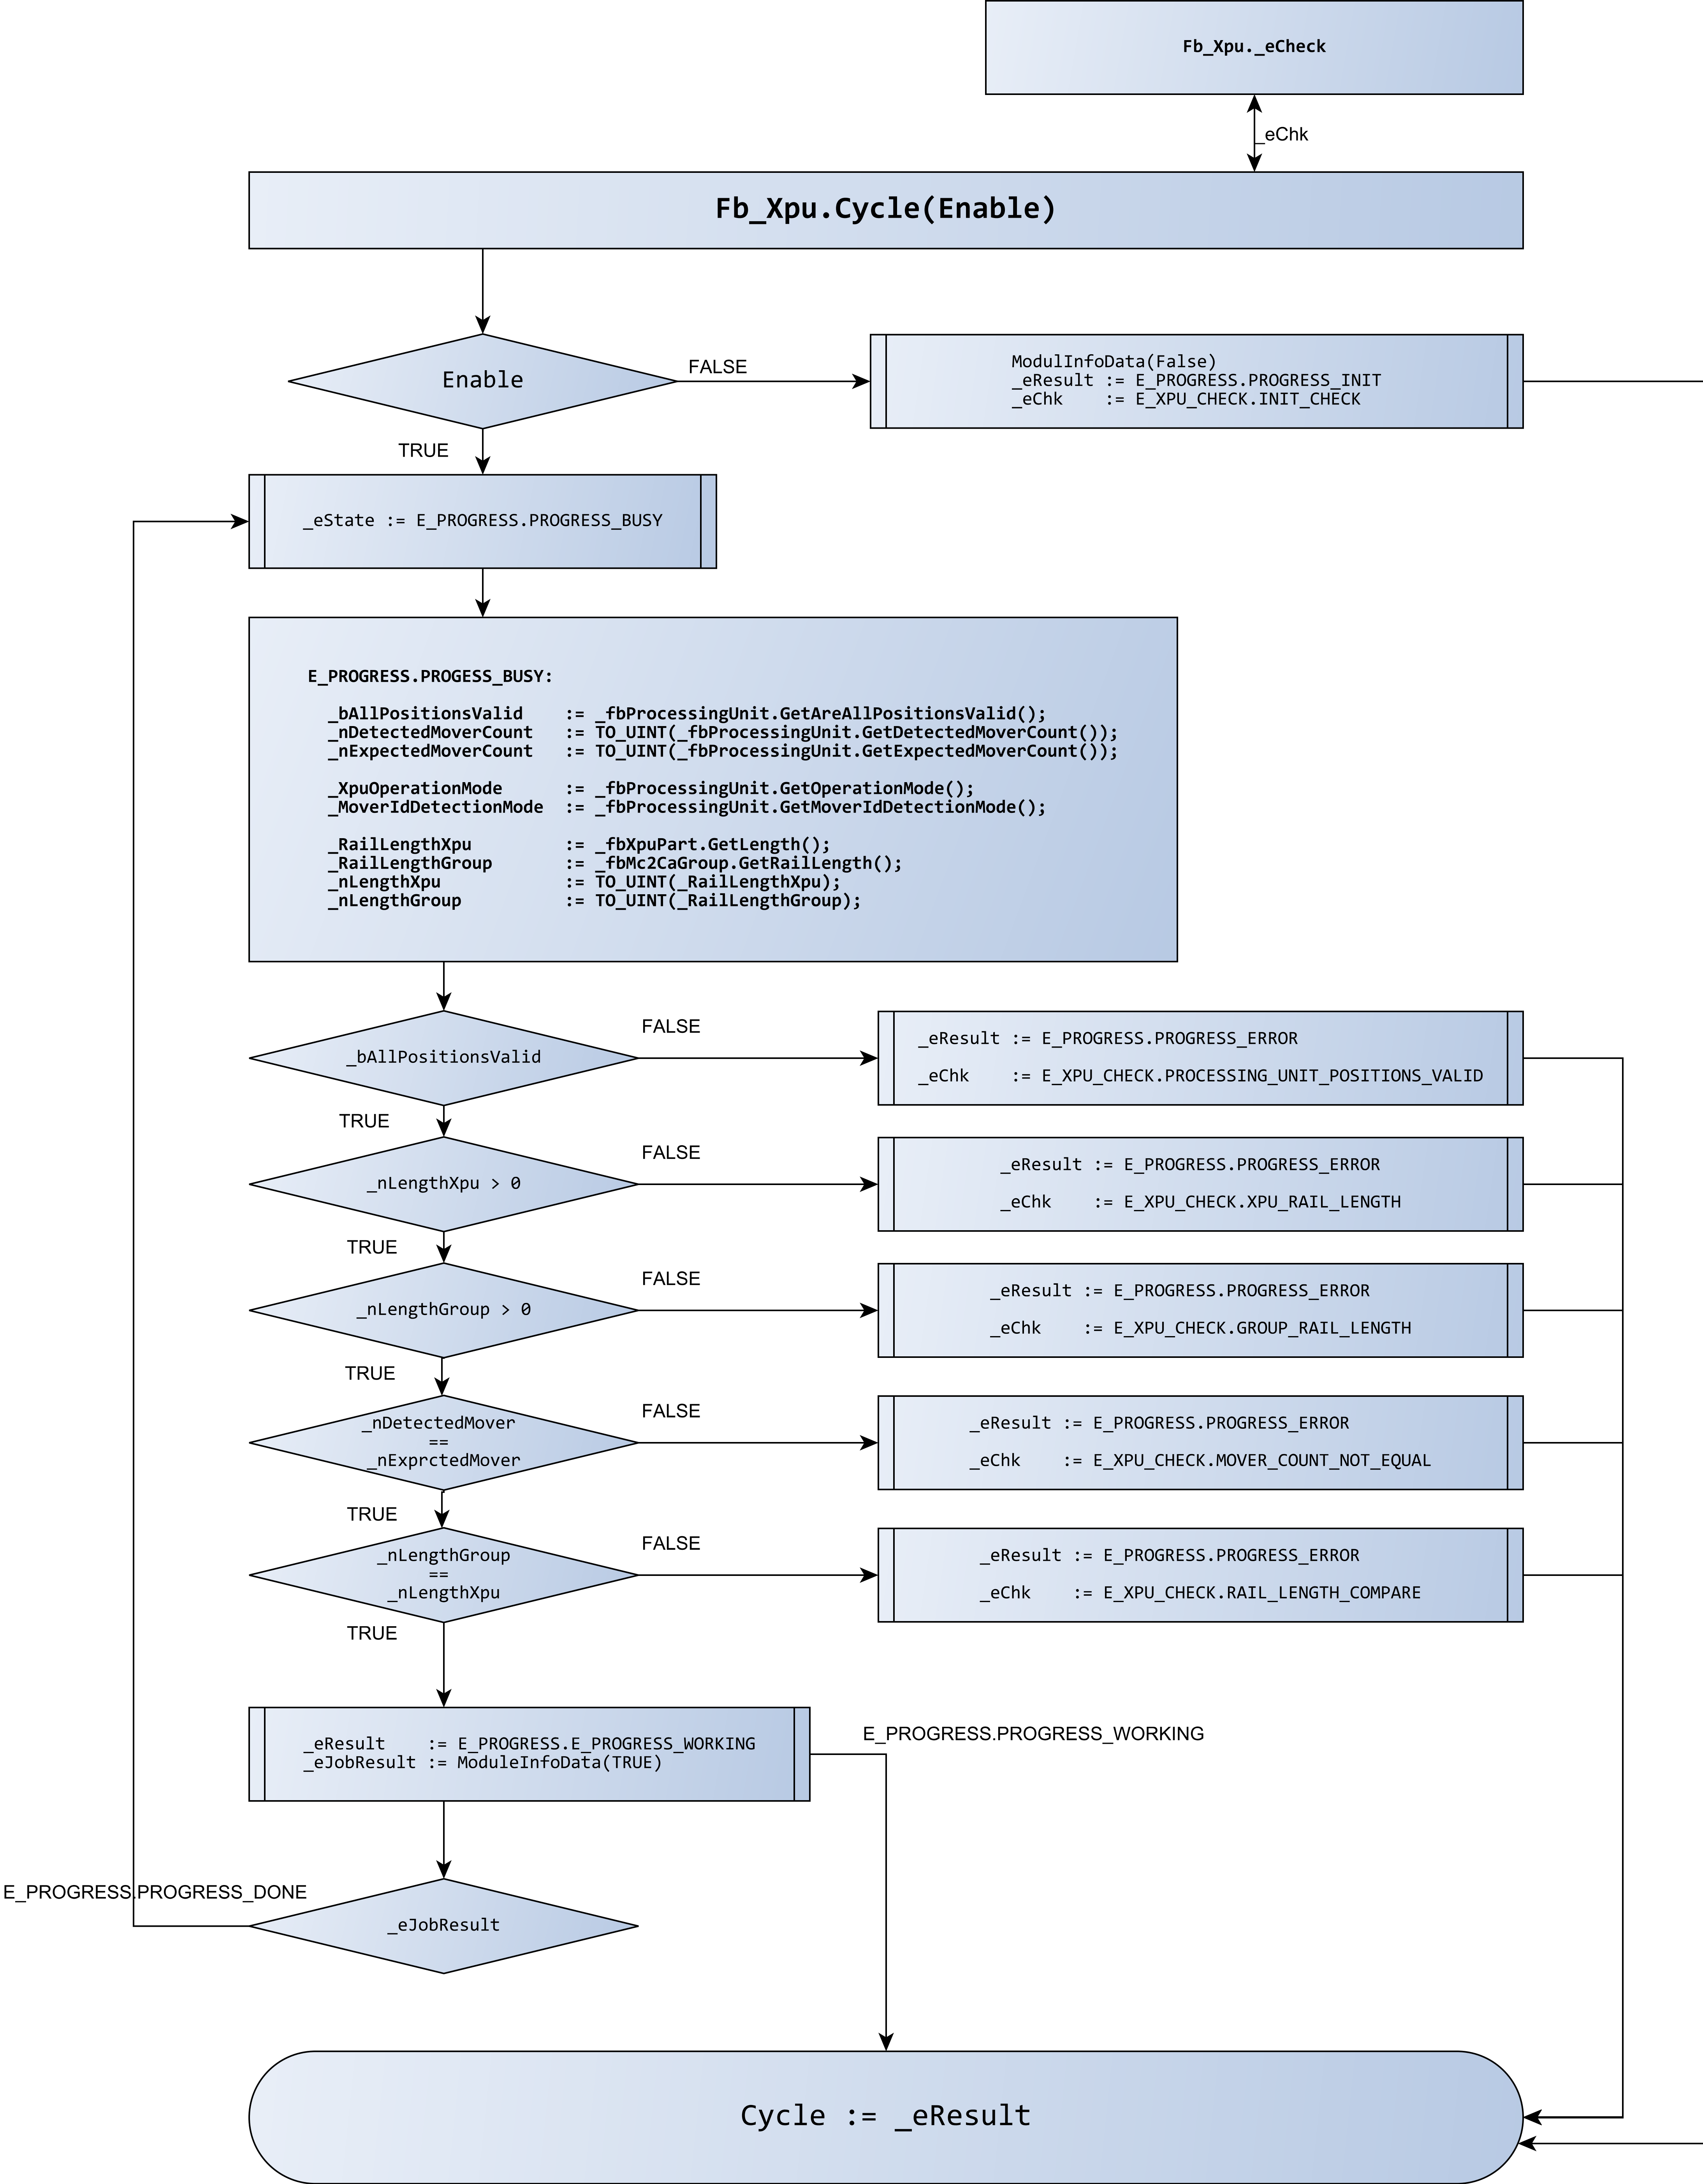 Fb_Xpu._eCheck
_eChk
Fb_Xpu.Cycle(Enable)
Enable
FALSE
ModulInfoData(False)
_eResult := E_PROGRESS.PROGRESS_INIT
_eChk    := E_XPU_CHECK.INIT_CHECK
TRUE
_eState := E_PROGRESS.PROGRESS_BUSY
E_PROGRESS.PROGESS_BUSY:
_bAllPositionsValid    := _fbProcessingUnit.GetAreAllPositionsValid();
_nDetectedMoverCount   := TO_UINT(_fbProcessingUnit.GetDetectedMoverCount());
_nExpectedMoverCount   := TO_UINT(_fbProcessingUnit.GetExpectedMoverCount());
_XpuOperationMode      := _fbProcessingUnit.GetOperationMode();
_MoverIdDetectionMode  := _fbProcessingUnit.GetMoverIdDetectionMode();
_RailLengthXpu         := _fbXpuPart.GetLength();
_RailLengthGroup       := _fbMc2CaGroup.GetRailLength();
_nLengthXpu            := TO_UINT(_RailLengthXpu);
_nLengthGroup          := TO_UINT(_RailLengthGroup);
_bAllPositionsValid
FALSE
_eResult := E_PROGRESS.PROGRESS_ERROR
_eChk    := E_XPU_CHECK.PROCESSING_UNIT_POSITIONS_VALID
TRUE
_nLengthXpu > 0
FALSE
_eResult := E_PROGRESS.PROGRESS_ERROR
_eChk    := E_XPU_CHECK.XPU_RAIL_LENGTH
TRUE
_nLengthGroup > 0
FALSE
_eResult := E_PROGRESS.PROGRESS_ERROR
_eChk    := E_XPU_CHECK.GROUP_RAIL_LENGTH
TRUE
_nDetectedMover
==
_nExprctedMover
FALSE
_eResult := E_PROGRESS.PROGRESS_ERROR
_eChk    := E_XPU_CHECK.MOVER_COUNT_NOT_EQUAL
TRUE
_nLengthGroup
==
_nLengthXpu
FALSE
_eResult := E_PROGRESS.PROGRESS_ERROR
_eChk    := E_XPU_CHECK.RAIL_LENGTH_COMPARE
TRUE
_eResult    := E_PROGRESS.E_PROGRESS_WORKING
_eJobResult := ModuleInfoData(TRUE)
E_PROGRESS.PROGRESS_WORKING
E_PROGRESS.PROGRESS_DONE
_eJobResult
Cycle := _eResult